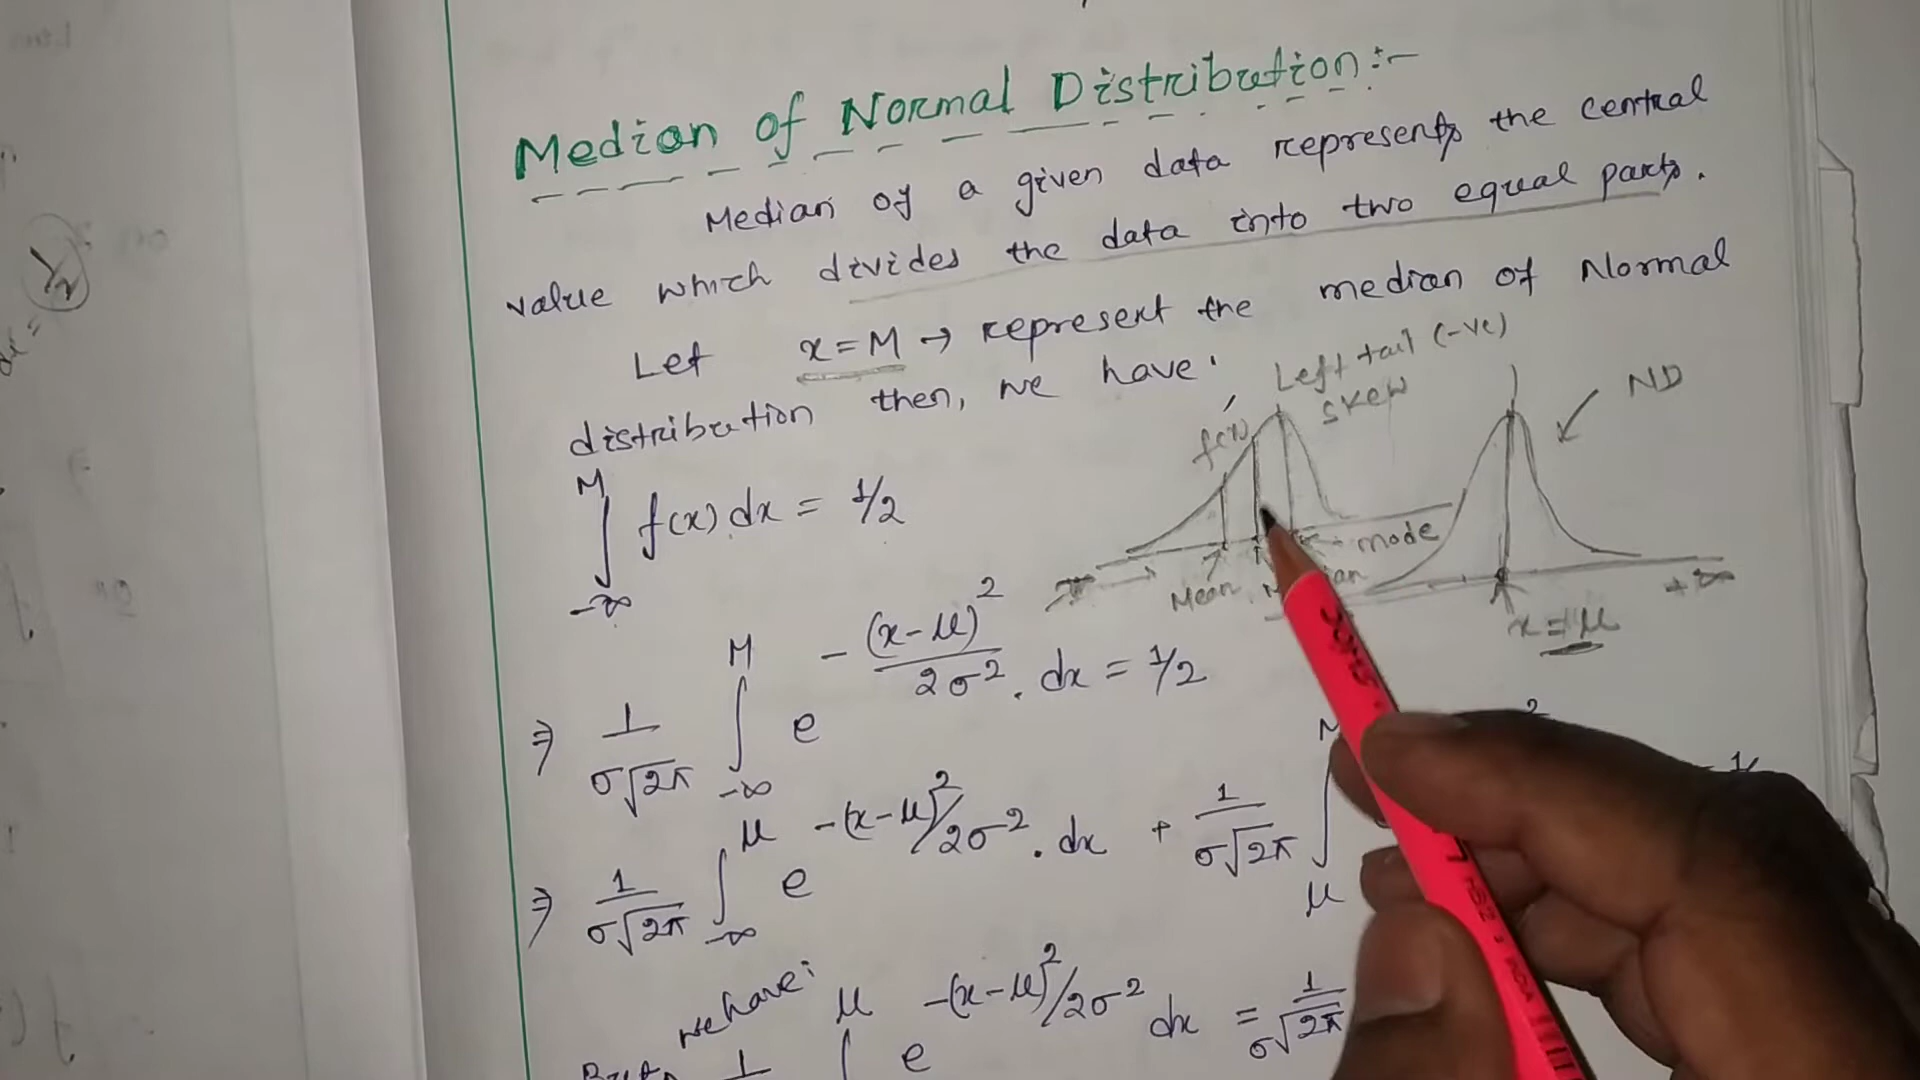 Median of Normal Distribution:-
Median of a given data represents the central
value which divides the data into two equal parts.
Let x = M → represent the median of Normal
distribution then, we have.
Left tail (-ve)
skew
ND
f(x)
mode
Mean
x = μ
+∞
∫_{-∞}^{M} f(x) dx = 1/2
⇒ 1/(σ√2π) ∫_{-∞}^{M} e^{-(x-μ)²/2σ²} . dx = 1/2
⇒ 1/(σ√2π) ∫_{-∞}^{μ} e^{-(x-μ)²/2σ²} . dx + 1/(σ√2π) ∫_{μ}^{M}
But, we have:
1 ∫^{μ} e^{-(x-μ)²/2σ²} dx = 1/(σ√2π)